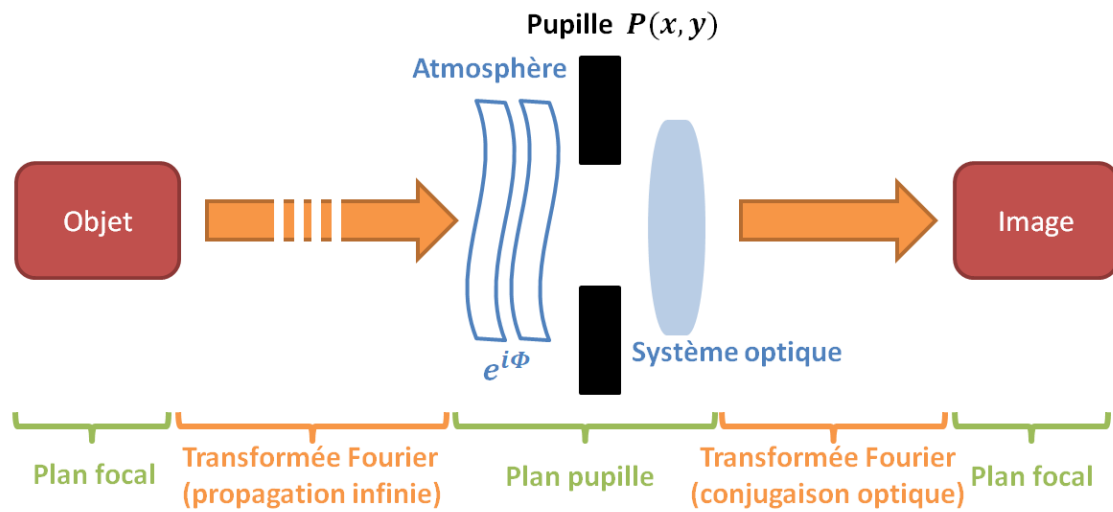 Pupille P(x, y)
Atmosphère
Objet
Image
e^{iΦ}
Système optique
Plan focal
Transformée Fourier
(propagation infinie)
Plan pupille
Transformée Fourier
(conjugaison optique)
Plan focal